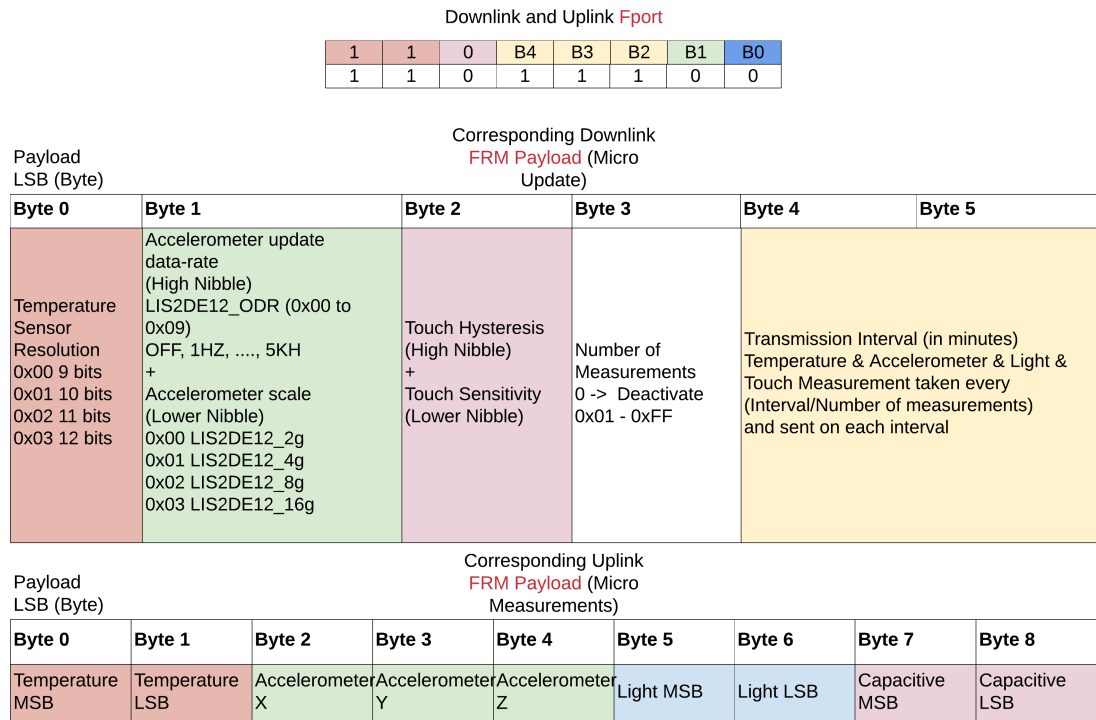 Downlink and Uplink Fport
1 1 0 B4 B3 B2 B1 B0
1 1 0 1 1 1 0 0
Corresponding Downlink
FRM Payload (Micro
Update)
Payload
LSB (Byte)
Byte 0 Byte 1 Byte 2 Byte 3 Byte 4 Byte 5
Temperature
Sensor
Resolution
0x00 9 bits
0x01 10 bits
0x02 11 bits
0x03 12 bits
Accelerometer update
data-rate
(High Nibble)
LIS2DE12_ODR (0x00 to
0x09)
OFF, 1HZ, ...., 5KH
+
Accelerometer scale
(Lower Nibble)
0x00 LIS2DE12_2g
0x01 LIS2DE12_4g
0x02 LIS2DE12_8g
0x03 LIS2DE12_16g
Touch Hysteresis
(High Nibble)
+
Touch Sensitivity
(Lower Nibble)
Number of
Measurements
0 -> Deactivate
0x01 - 0xFF
Transmission Interval (in minutes)
Temperature & Accelerometer & Light &
Touch Measurement taken every
(Interval/Number of measurements)
and sent on each interval
Corresponding Uplink
FRM Payload (Micro
Measurements)
Payload
LSB (Byte)
Byte 0 Byte 1 Byte 2 Byte 3 Byte 4 Byte 5 Byte 6 Byte 7 Byte 8
Temperature
MSB
Temperature
LSB
Accelerometer
X
Accelerometer
Y
Accelerometer
Z
Light MSB
Light LSB
Capacitive
MSB
Capacitive
LSB